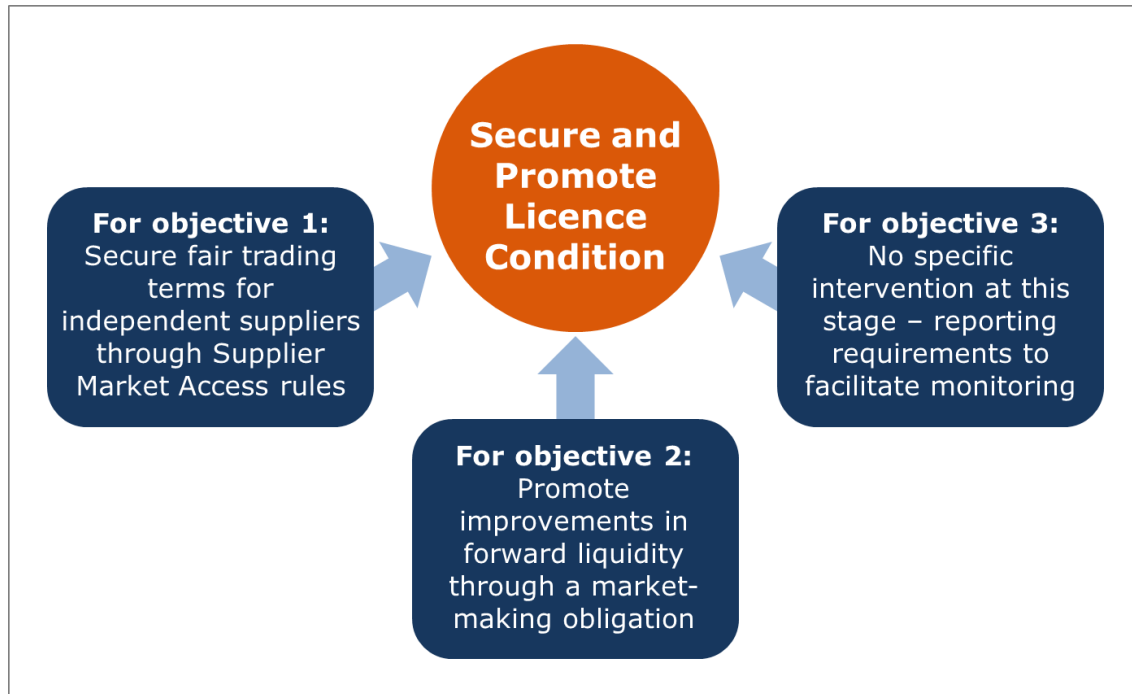 Secure and
Promote
Licence
Condition
For objective 1:
Secure fair trading
terms for
independent suppliers
through Supplier
Market Access rules
For objective 2:
Promote
improvements in
forward liquidity
through a market-
making obligation
For objective 3:
No specific
intervention at this
stage – reporting
requirements to
facilitate monitoring